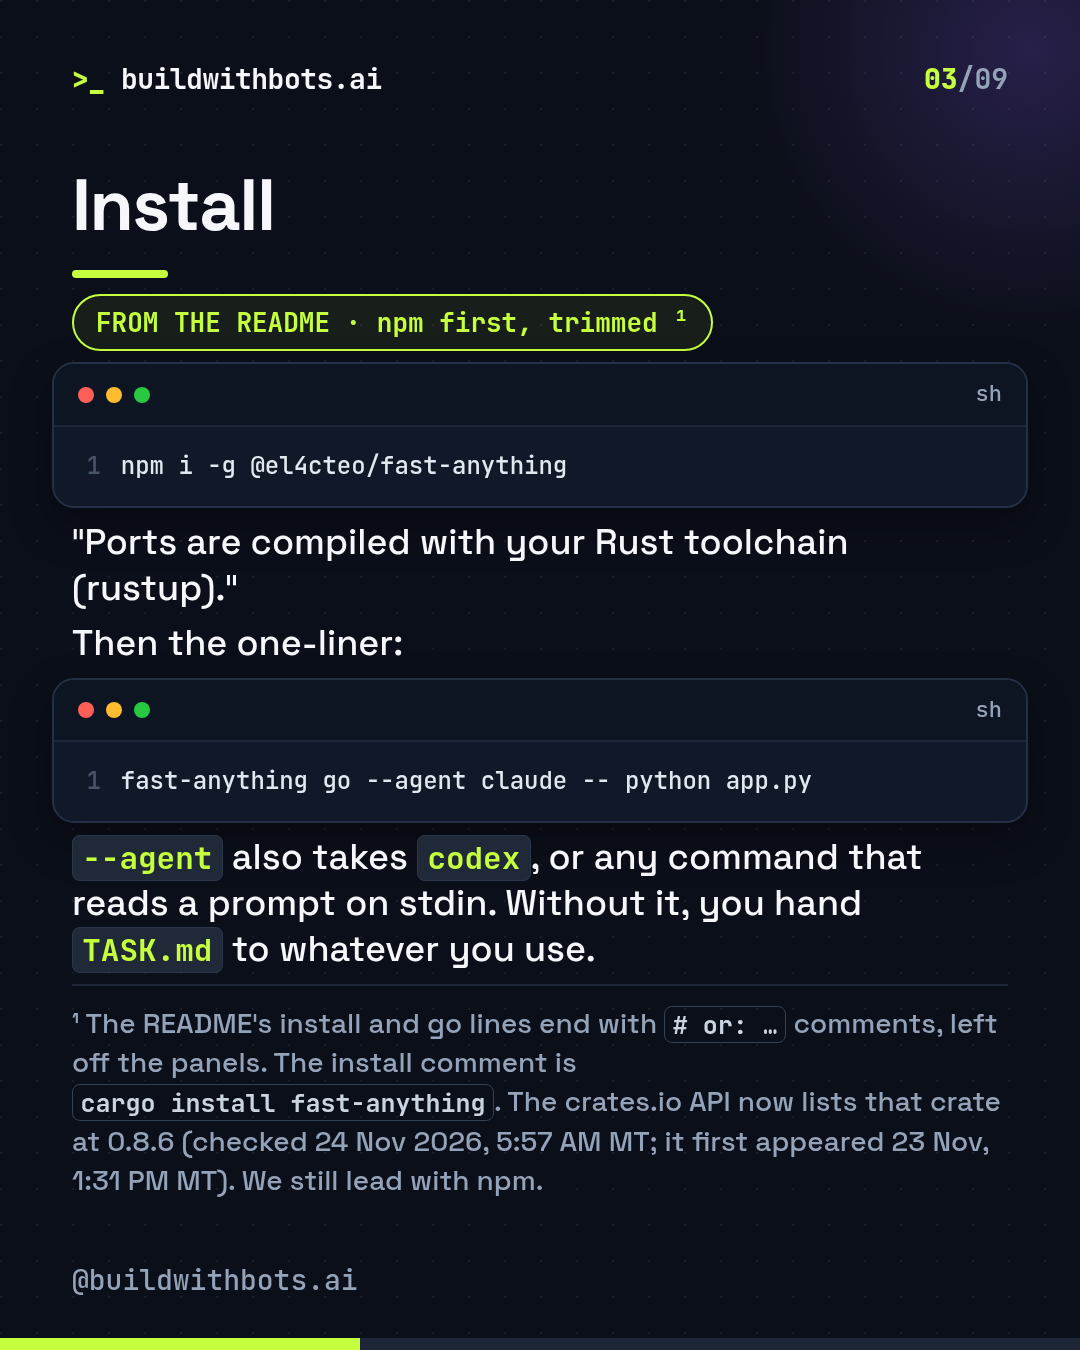 >_ buildwithbots.ai
03/09
Install
FROM THE README · npm first, trimmed ¹
sh
1 npm i -g @el4cteo/fast-anything
"Ports are compiled with your Rust toolchain
(rustup)."
Then the one-liner:
sh
1 fast-anything go --agent claude -- python app.py
--agent also takes codex, or any command that
reads a prompt on stdin. Without it, you hand
TASK.md to whatever you use.
¹ The README's install and go lines end with # or: … comments, left
off the panels. The install comment is
cargo install fast-anything. The crates.io API now lists that crate
at 0.8.6 (checked 24 Nov 2026, 5:57 AM MT; it first appeared 23 Nov,
1:31 PM MT). We still lead with npm.
@buildwithbots.ai